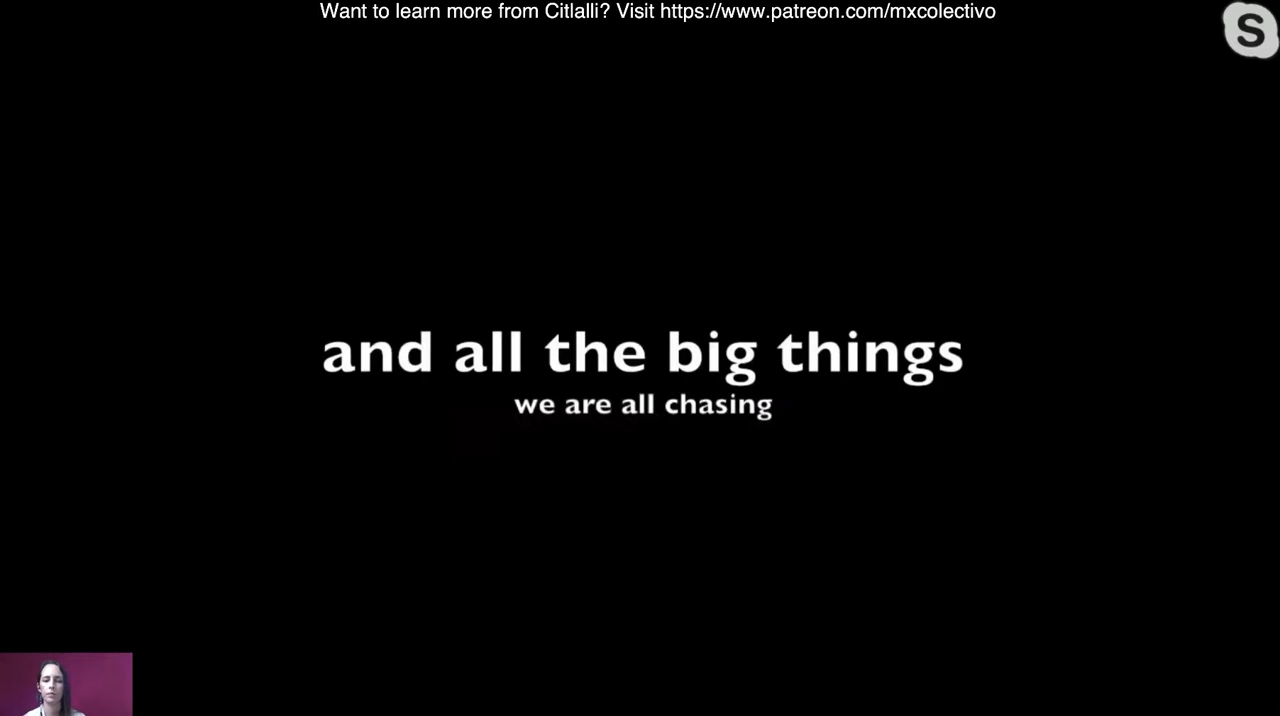 Want to learn more from Citlalli? Visit https://www.patreon.com/mxcolectivo
S
and all the big things
we are all chasing